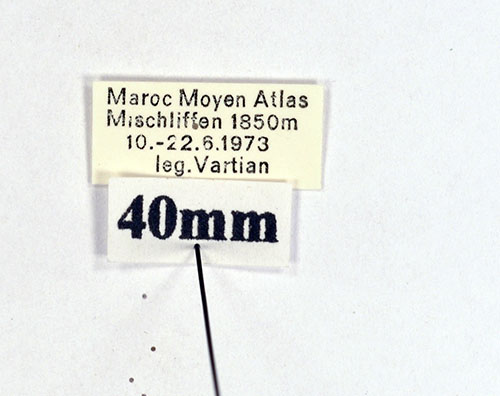 Maroc Moyen Atlas
Mischliffen 1850m
10.-22.6.1973
leg.Vartian
40mm